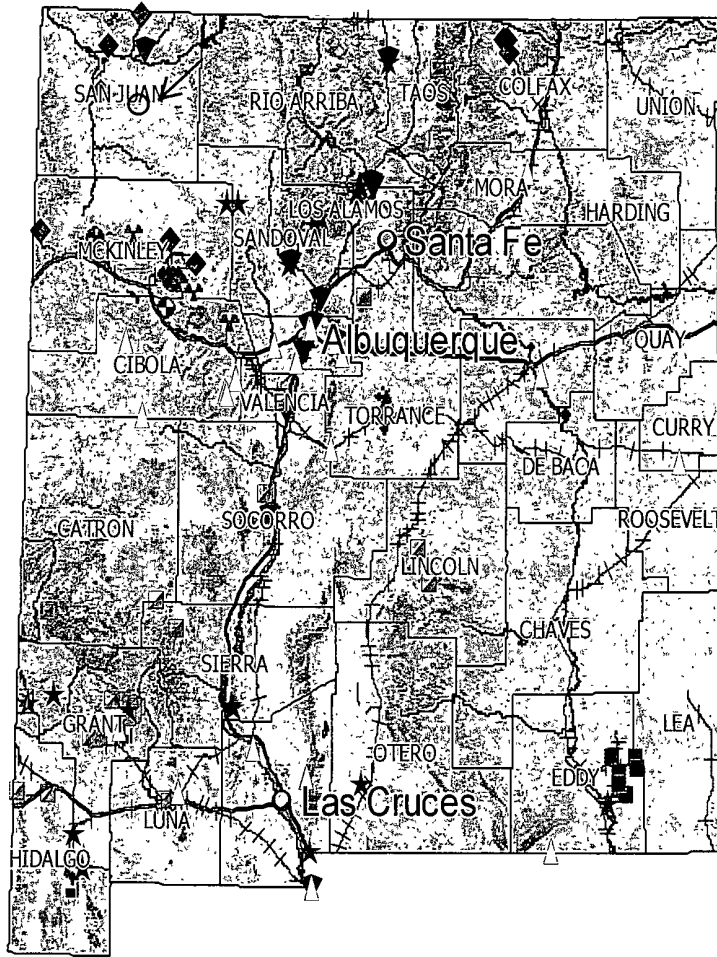 SAN JUAN
RIO ARRIBA
TAOS
COLFAX
UNION
MORA
HARDING
LOS ALAMOS
SANDOVAL
MCKINLEY
Santa Fe
Albuquerque
QUAY
CIBOLA
VALENCIA
TORRANCE
CURRY
DE BACA
SOCORRO
ROOSEVELT
CATRON
LINCOLN
CHAVES
SIERRA
GRANT
LEA
OTERO
EDDY
Las Cruces
LUNA
HIDALGO